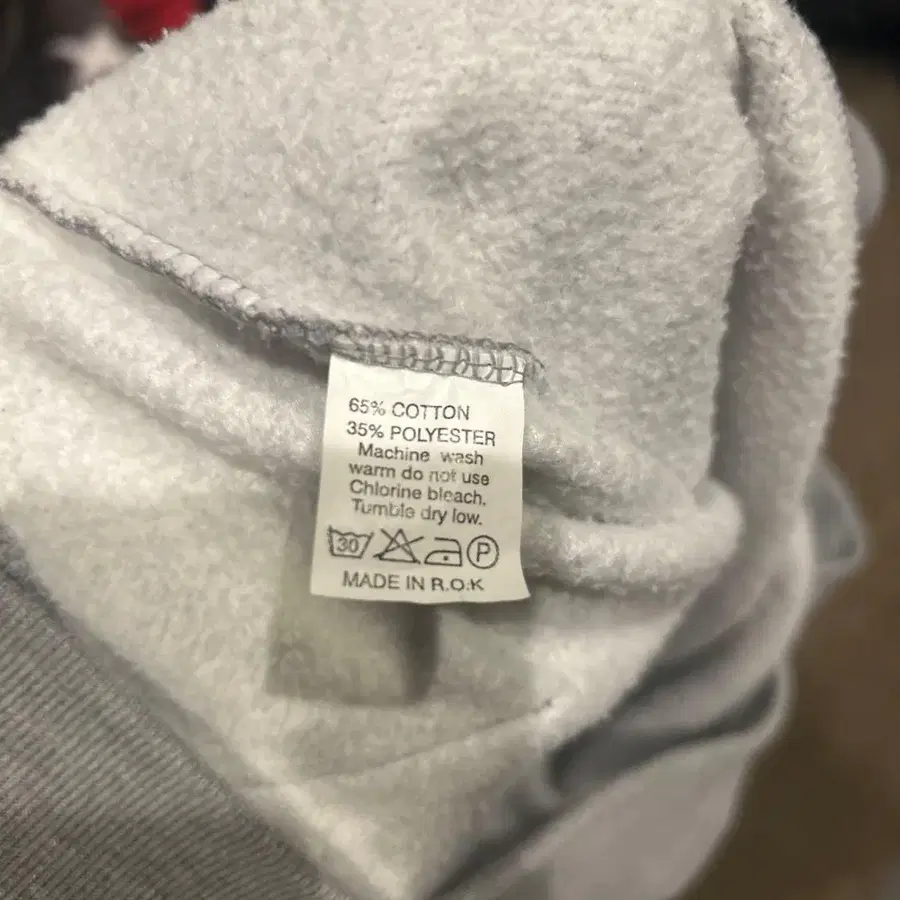 65% COTTON
35% POLYESTER
Machine wash
warm do not use
Chlorine bleach.
Tumble dry low.
30 P
MADE IN R.O.K